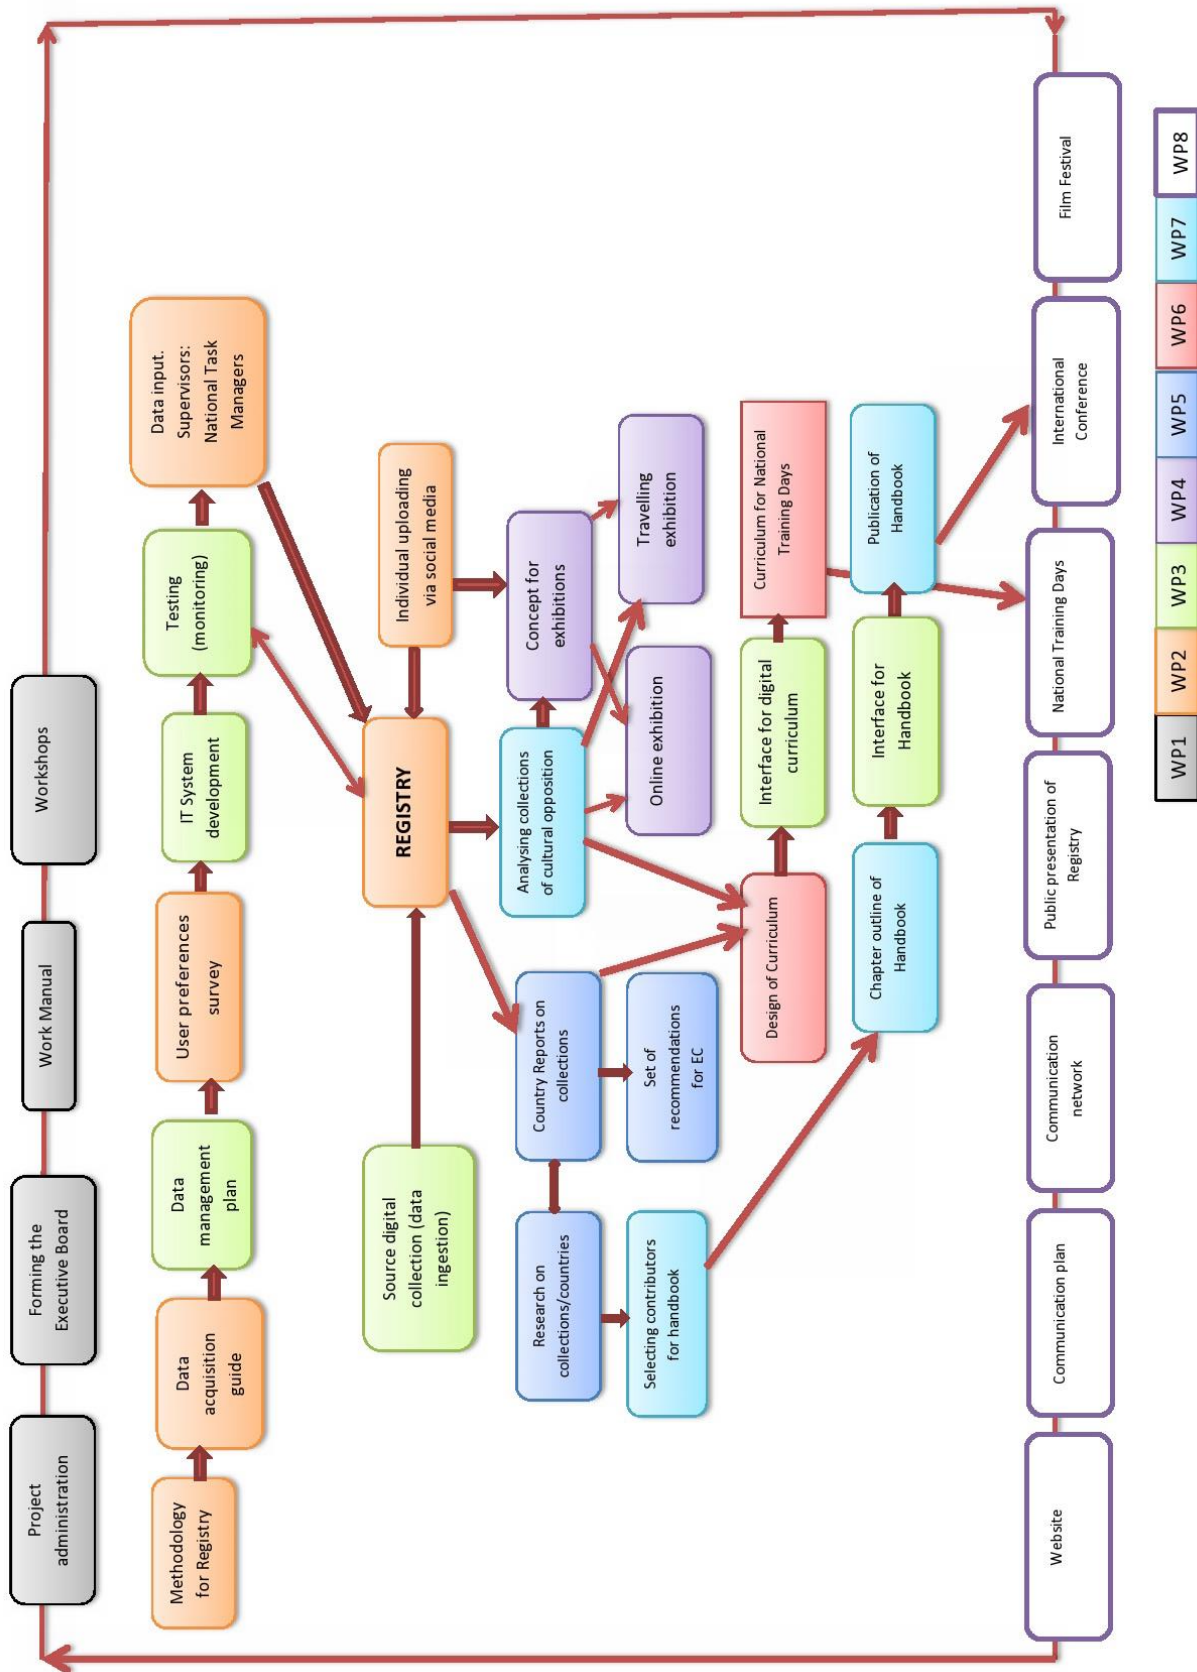 Project
administration
Forming the
Executive Board
Work Manual
Workshops
Methodology
for Registry
Data
acquisition
guide
Data
management
plan
User preferences
survey
IT System
development
Testing
(monitoring)
Data input.
Supervisors:
National Task
Managers
Source digital
collection (data
ingestion)
REGISTRY
Individual uploading
via social media
Research on
collections/countries
Country Reports on
collections
Analysing collections
of cultural opposition
Concept for
exhibitions
Selecting contributors
for handbook
Set of
recommendations
for EC
Online exhibition
Travelling
exhibition
Design of Curriculum
Interface for digital
curriculum
Curriculum for National
Training Days
Chapter outline of
Handbook
Interface for
Handbook
Publication of
Handbook
Website
Communication plan
Communication
network
Public presentation of
Registry
National Training Days
International
Conference
Film Festival
WP1
WP2
WP3
WP4
WP5
WP6
WP7
WP8